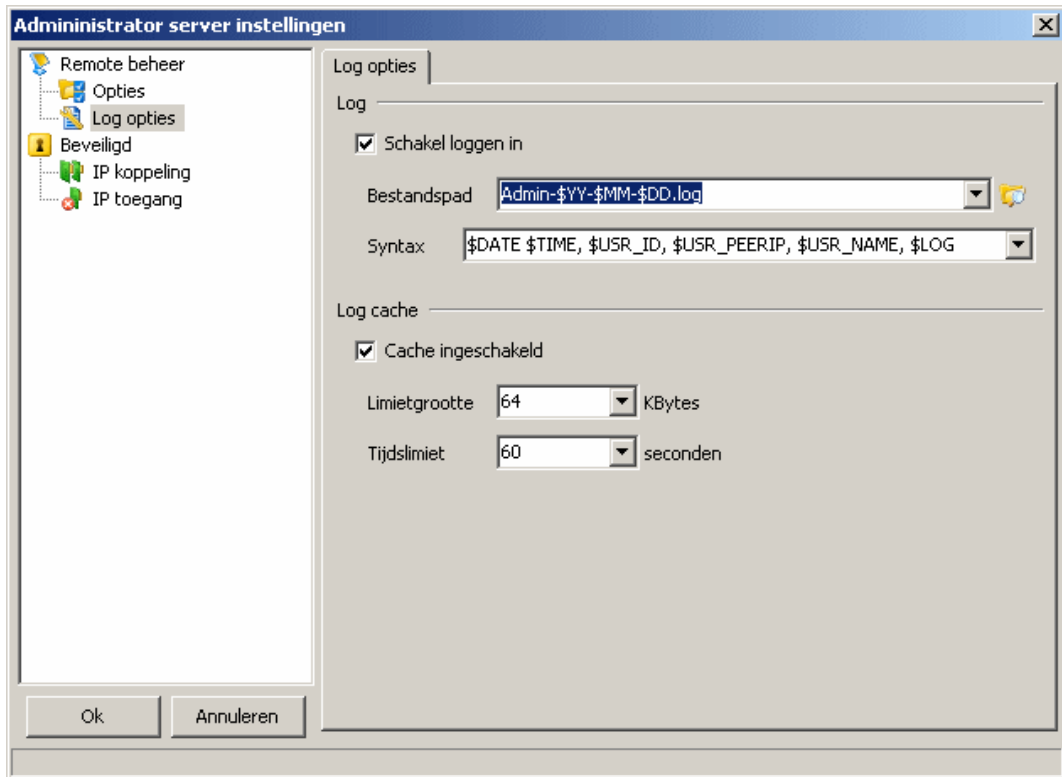 Admininistrator server instellingen
Remote beheer
Opties
Log opties
Beveiligd
IP koppeling
IP toegang
Log opties
Log
Schakel loggen in
Bestandspad Admin-$YY-$MM-$DD.log
Syntax $DATE $TIME, $USR_ID, $USR_PEERIP, $USR_NAME, $LOG
Log cache
Cache ingeschakeld
Limietgrootte 64 KBytes
Tijdslimiet 60 seconden
Ok Annuleren